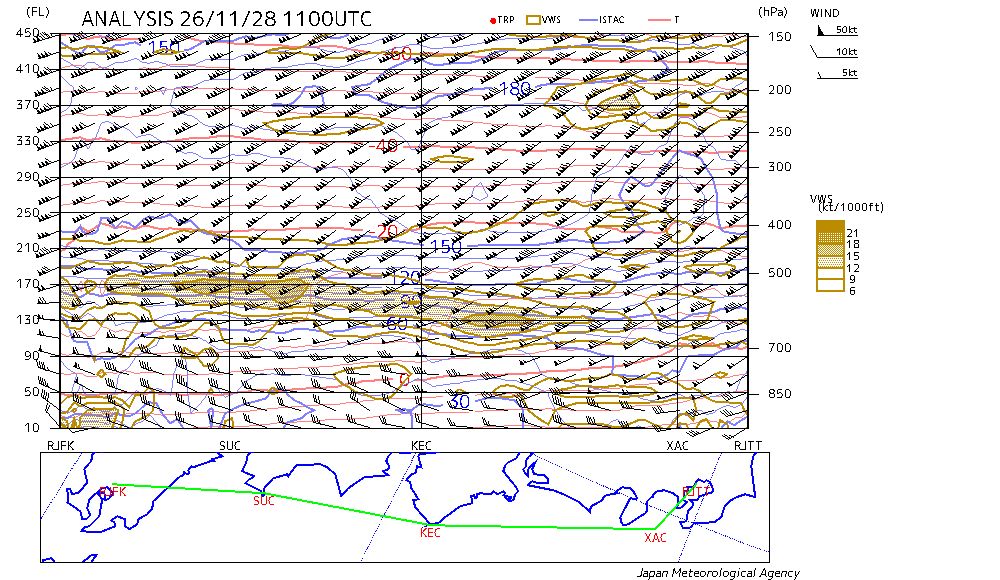 (FL)
ANALYSIS 26/11/28 1100UTC
TRP VWS ISTAC T
(hPa)
WIND
50kt
10kt
5kt
450
410
370
330
290
250
210
170
130
90
50
10
150
200
250
300
400
500
700
850
150
-60
180
-40
-20
150
120
90
60
0
30
VWS
(kt/1000ft)
21
18
15
12
9
6
RJFK SUC KEC XAC RJTT
RJFK
SUC
KEC
XAC
RJTT
Japan Meteorological Agency